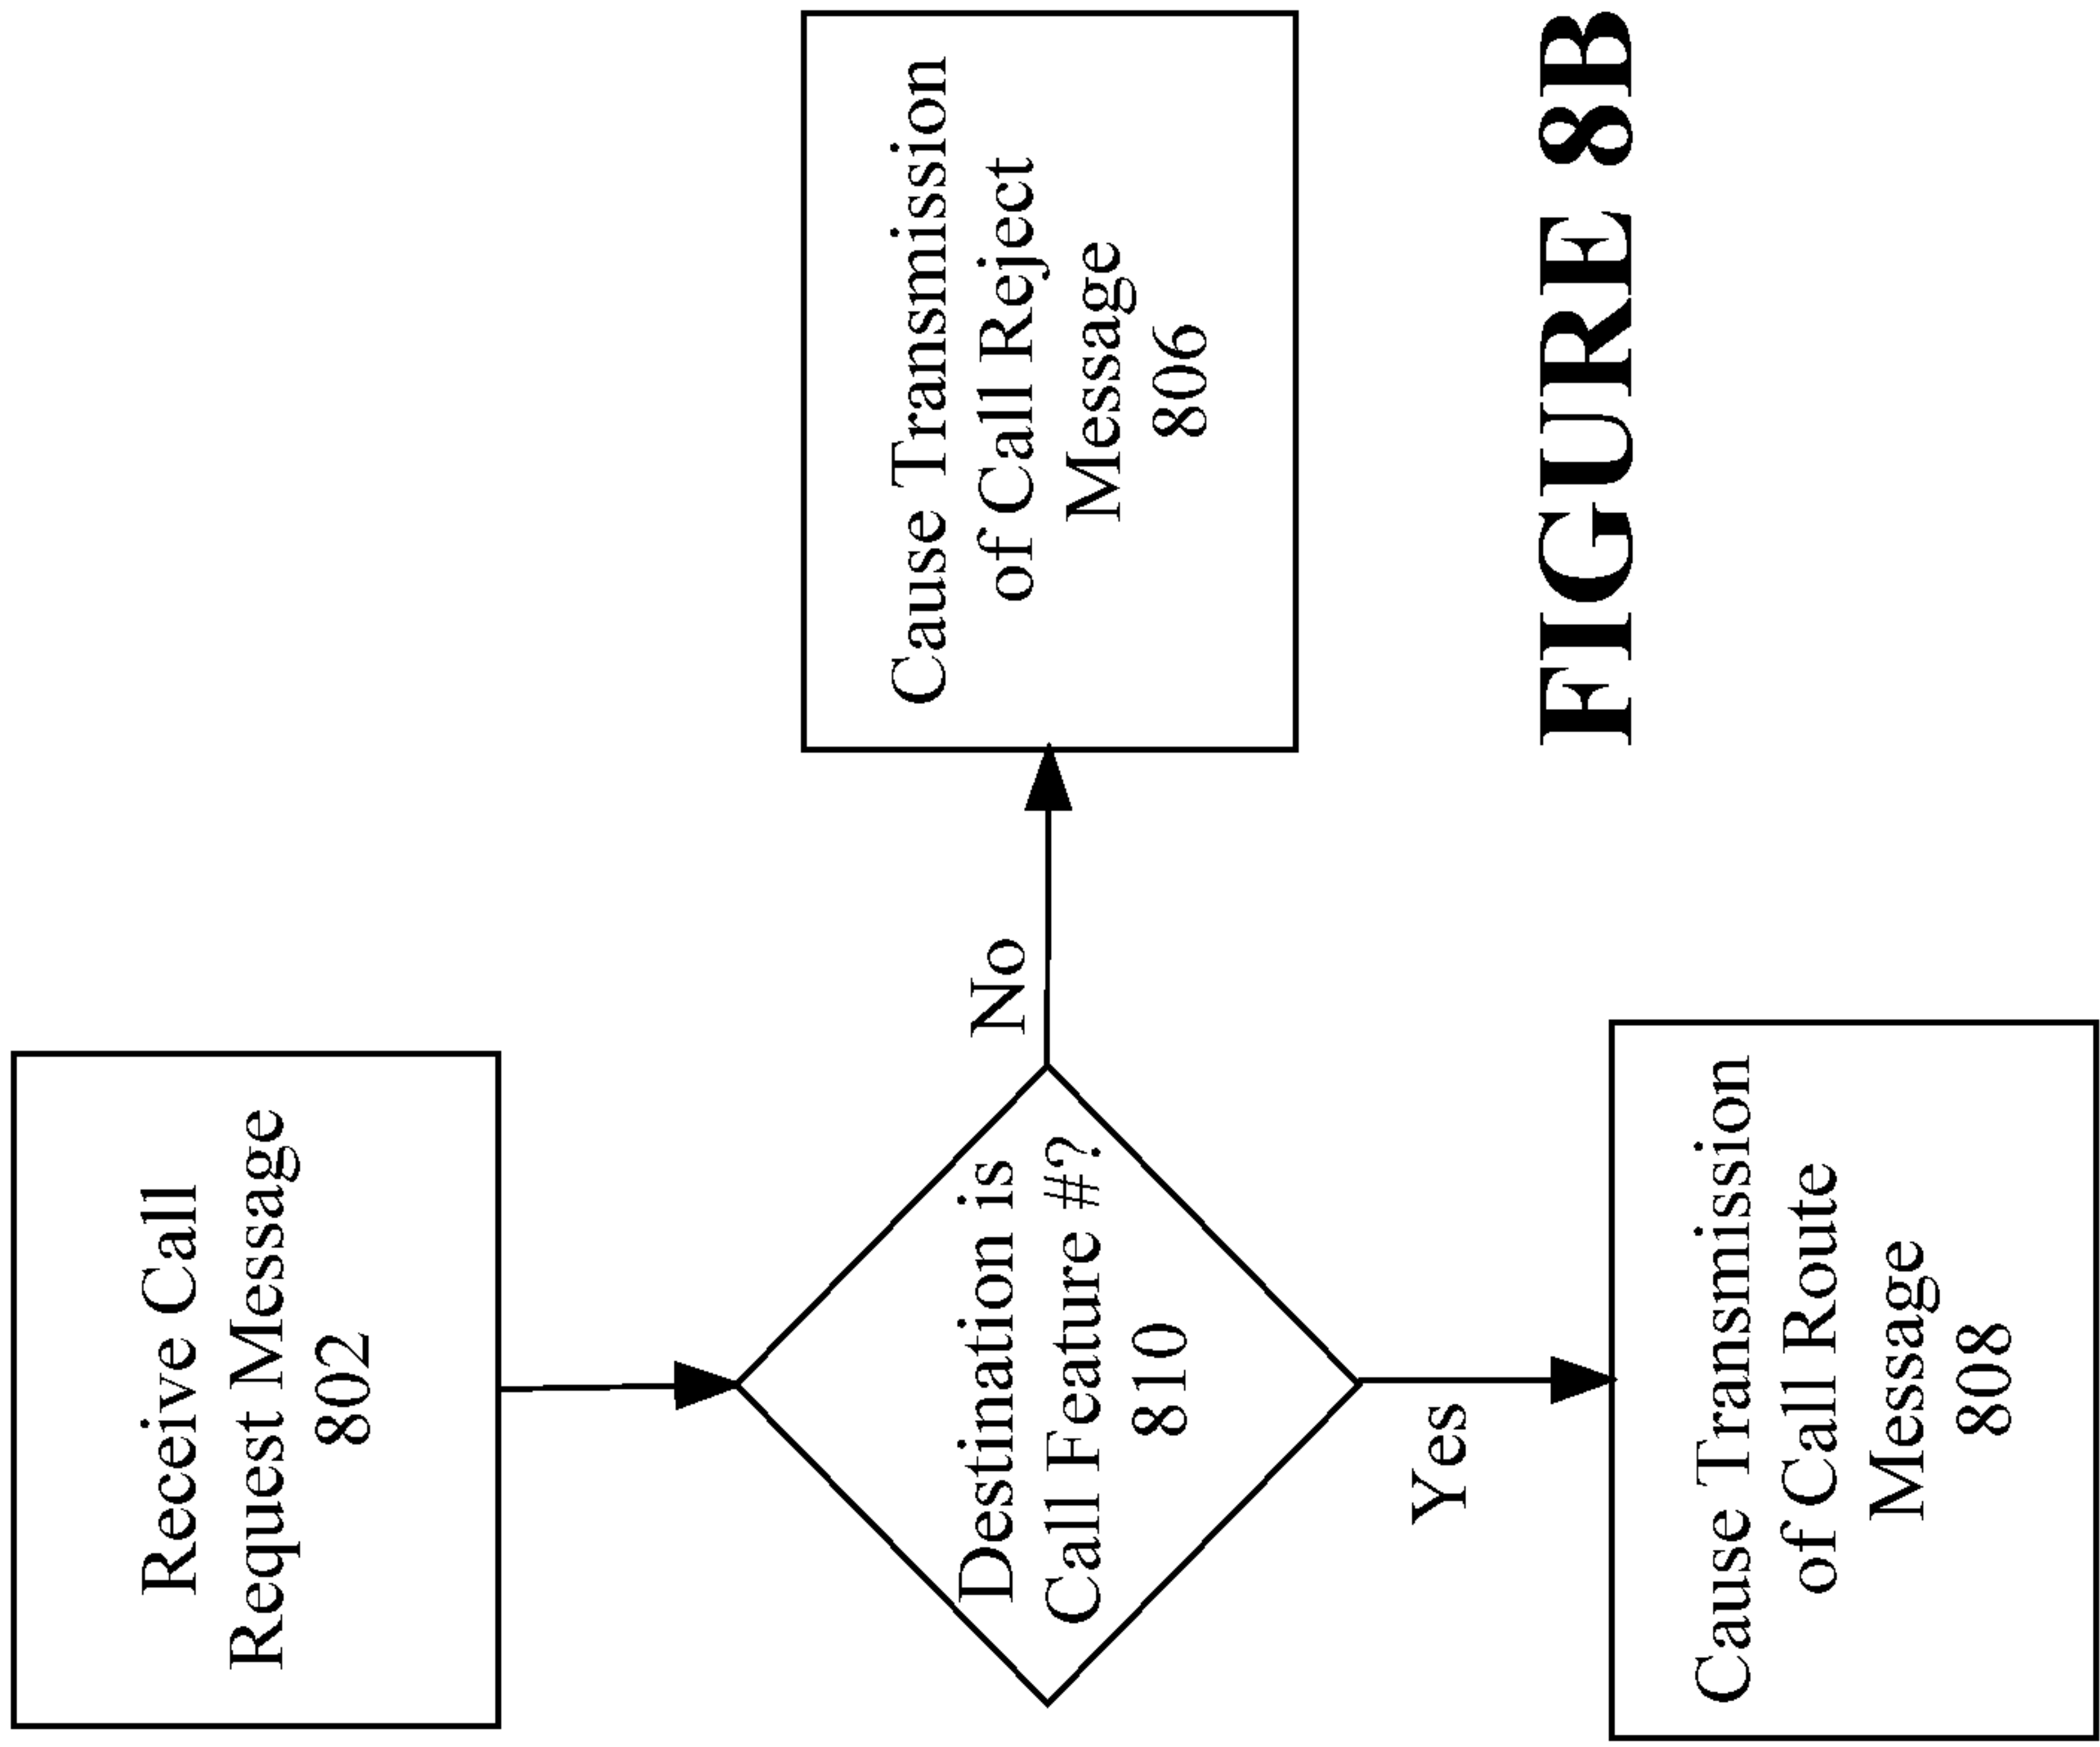 Receive Call
Request Message
802
Destination is
Call Feature #?
810
No
Cause Transmission
of Call Reject
Message
806
Yes
Cause Transmission
of Call Route
Message
808
FIGURE 8B